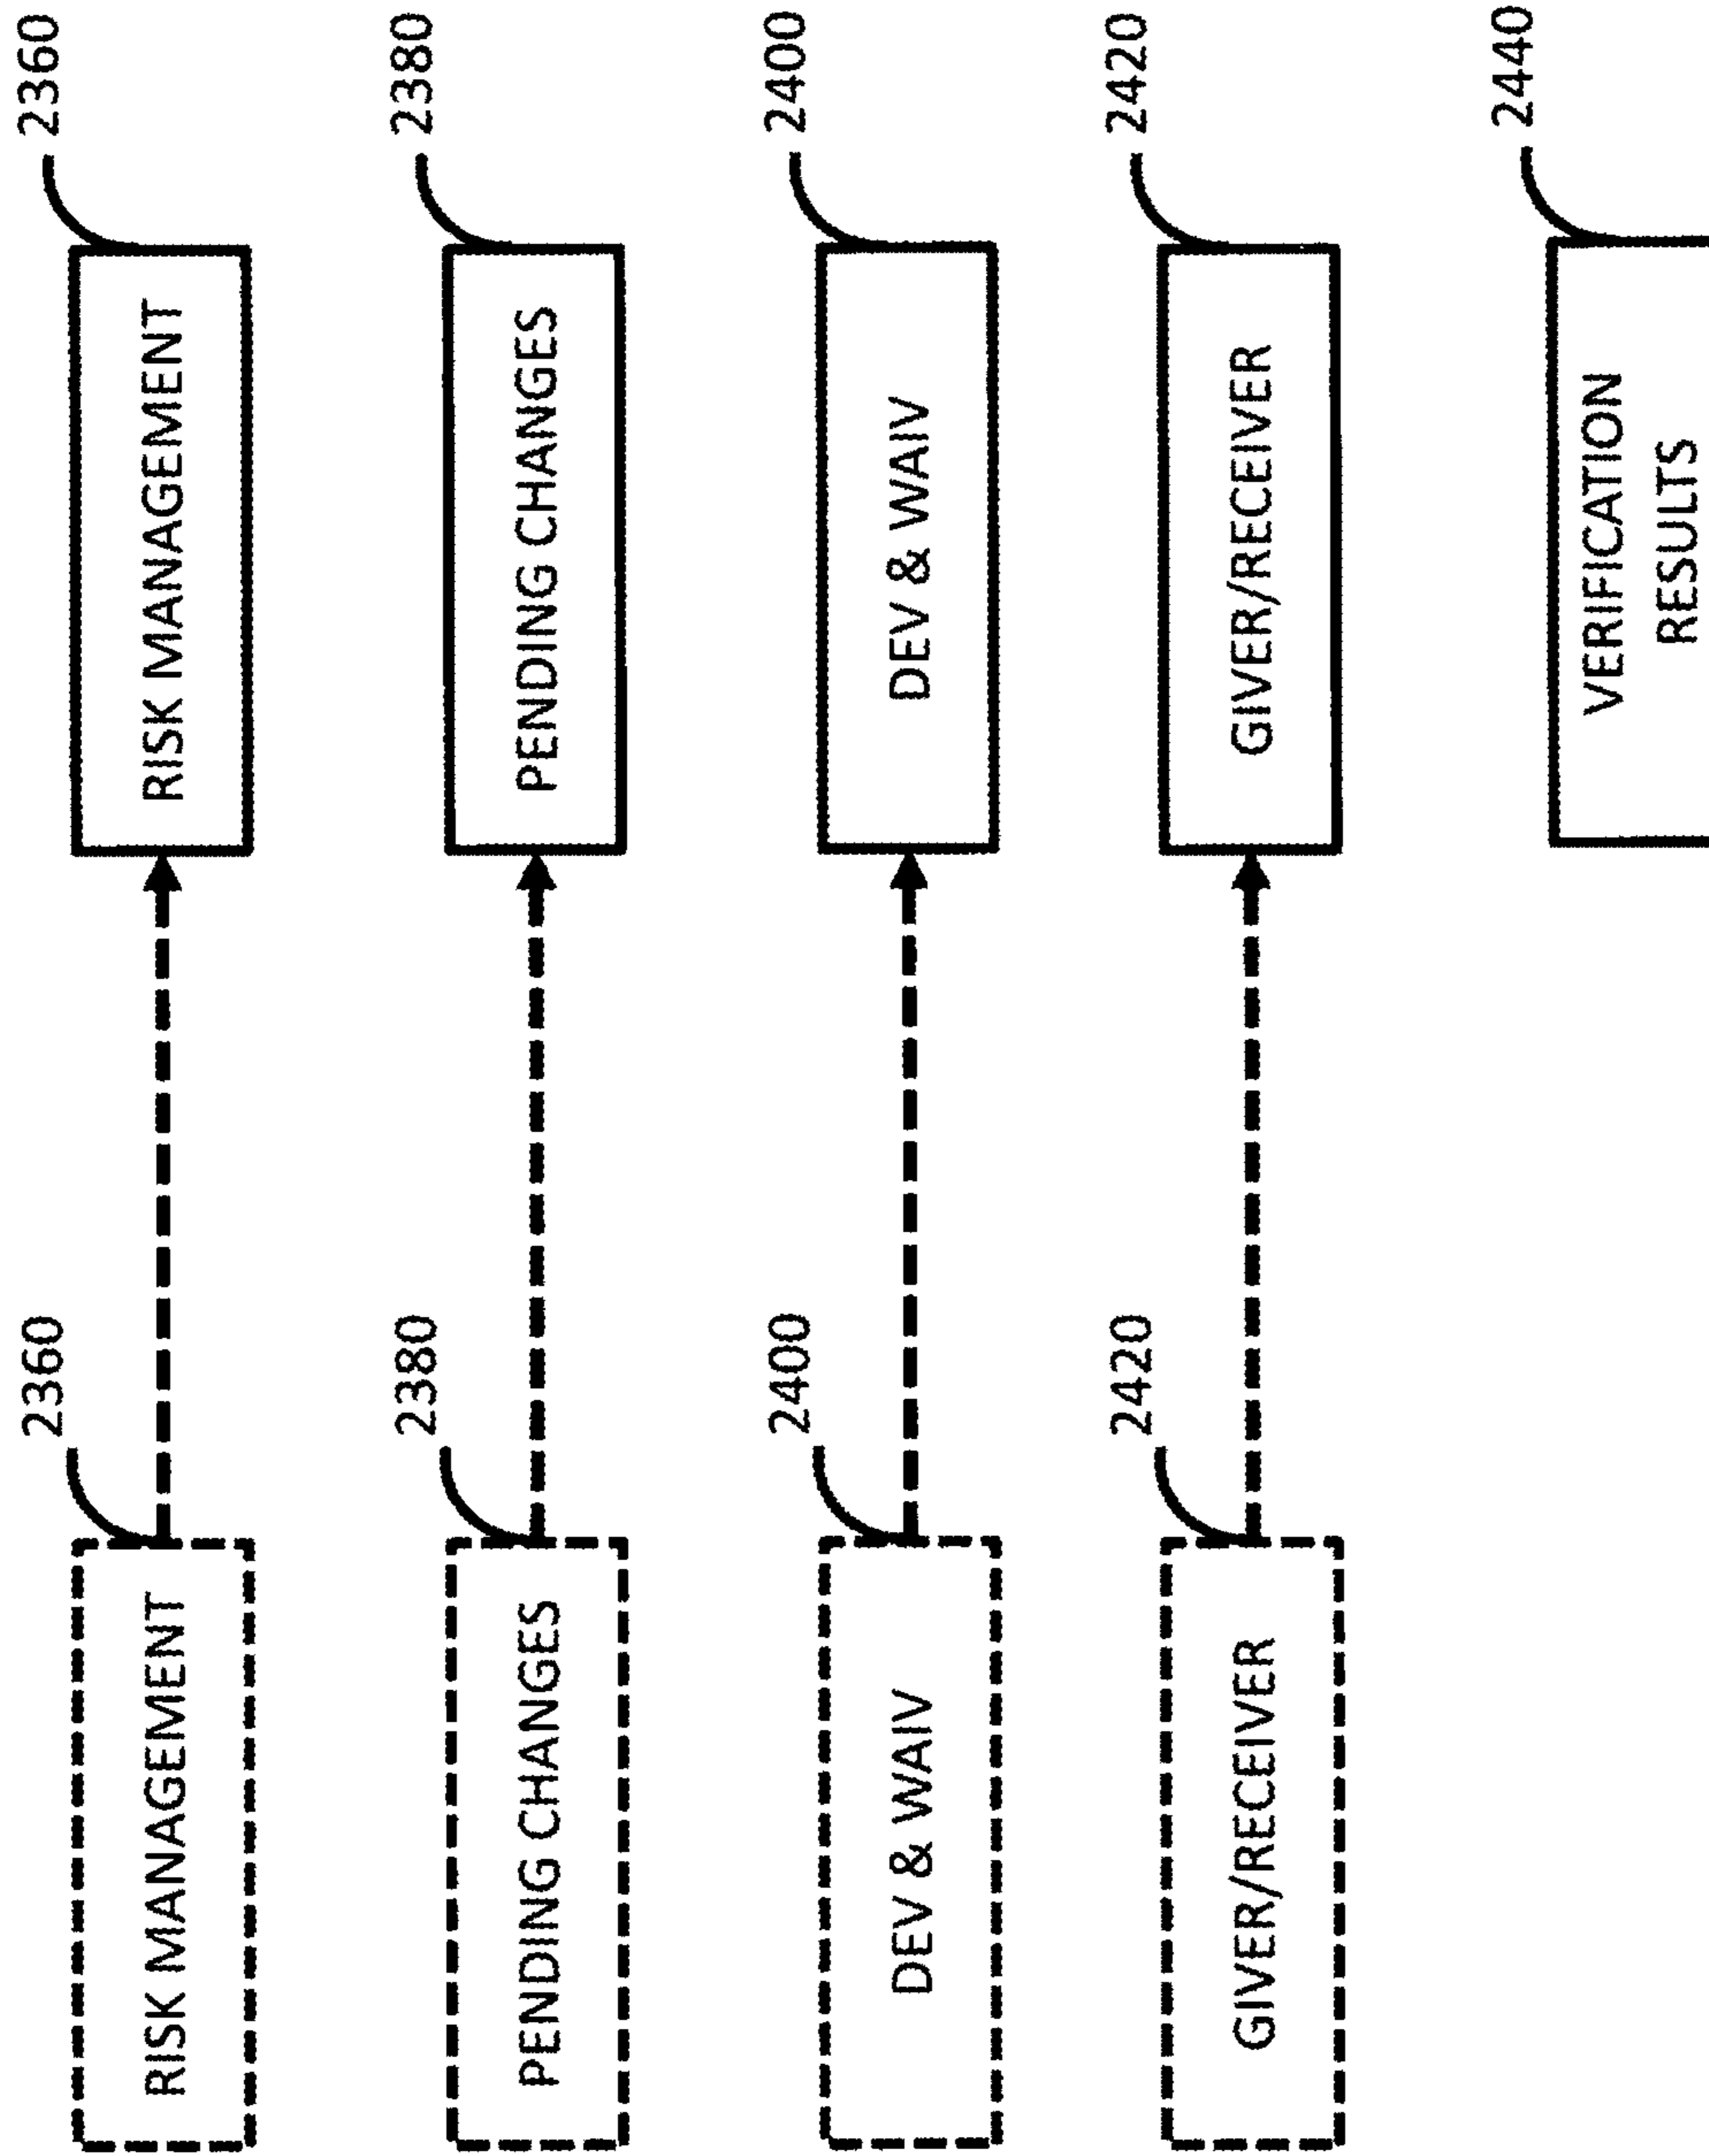 2360
RISK MANAGEMENT
2360
RISK MANAGEMENT
2380
PENDING CHANGES
2380
PENDING CHANGES
2400
DEV & WAIV
2400
DEV & WAIV
2420
GIVER/RECEIVER
2420
GIVER/RECEIVER
2440
VERIFICATION
RESULTS